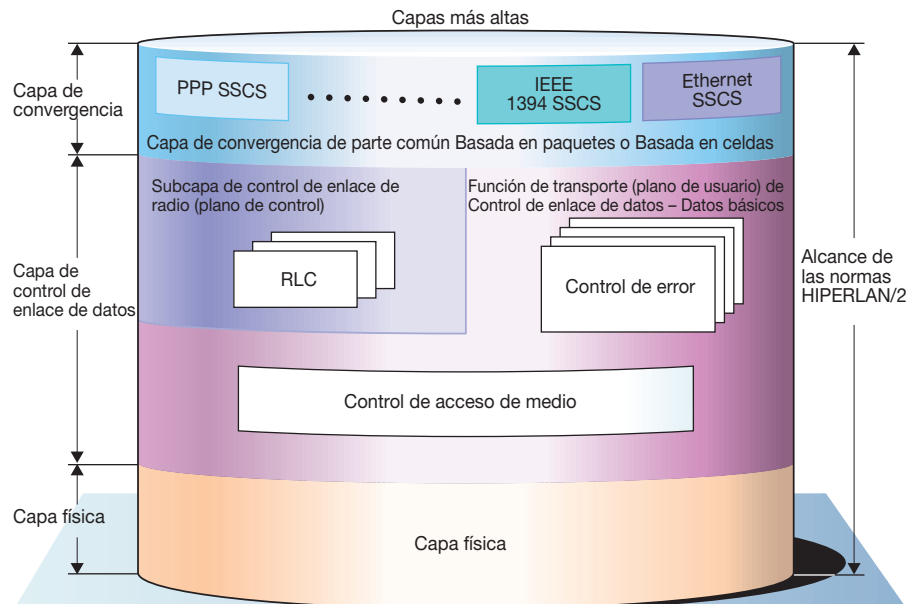 Capas más altas
Capa de
convergencia
PPP SSCS
IEEE
1394 SSCS
Ethernet
SSCS
Capa de convergencia de parte común Basada en paquetes o Basada en celdas
Subcapa de control de enlace de
radio (plano de control)
Función de transporte (plano de usuario) de
Control de enlace de datos – Datos básicos
Capa de
control de
enlace de datos
RLC
Control de error
Alcance de
las normas
HIPERLAN/2
Control de acceso de medio
Capa física
Capa física